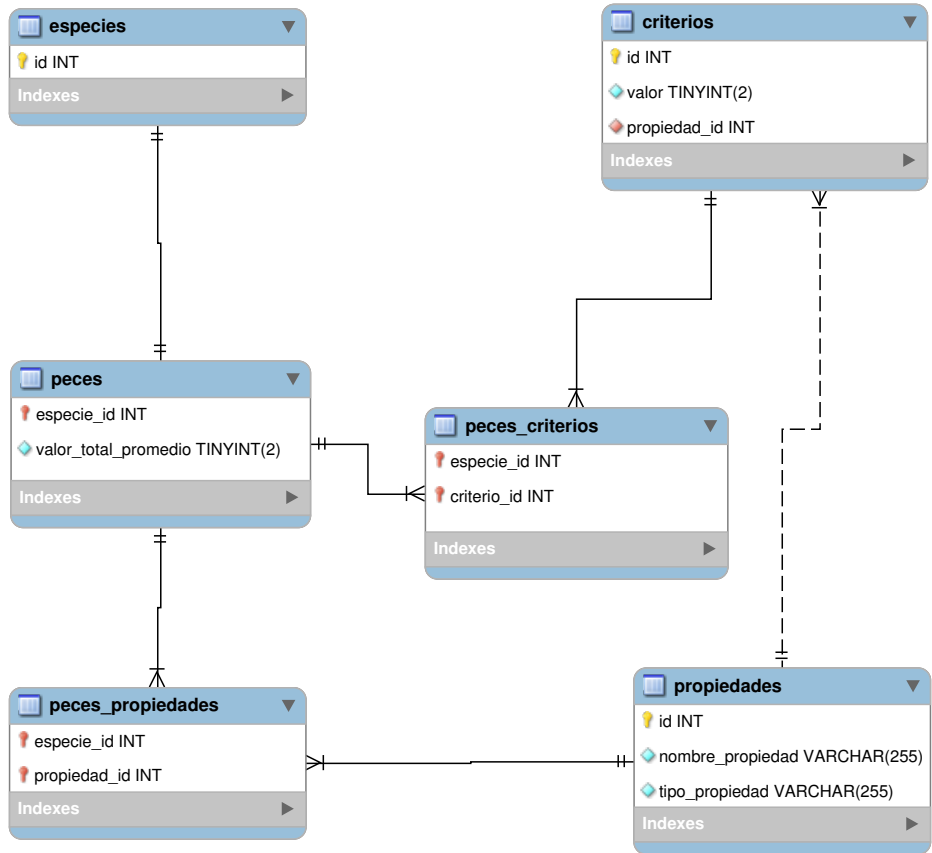 especies
id INT
Indexes
criterios
id INT
valor TINYINT(2)
propiedad_id INT
Indexes
peces
especie_id INT
valor_total_promedio TINYINT(2)
Indexes
peces_criterios
especie_id INT
criterio_id INT
Indexes
peces_propiedades
especie_id INT
propiedad_id INT
Indexes
propiedades
id INT
nombre_propiedad VARCHAR(255)
tipo_propiedad VARCHAR(255)
Indexes